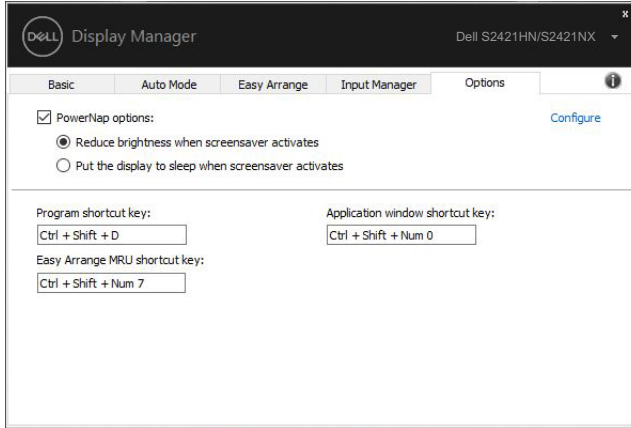 x
DELL Display Manager Dell S2421HN/S2421NX
Basic Auto Mode Easy Arrange Input Manager Options i
PowerNap options: Configure
Reduce brightness when screensaver activates
Put the display to sleep when screensaver activates
Program shortcut key: Application window shortcut key:
Ctrl + Shift + D Ctrl + Shift + Num 0
Easy Arrange MRU shortcut key:
Ctrl + Shift + Num 7